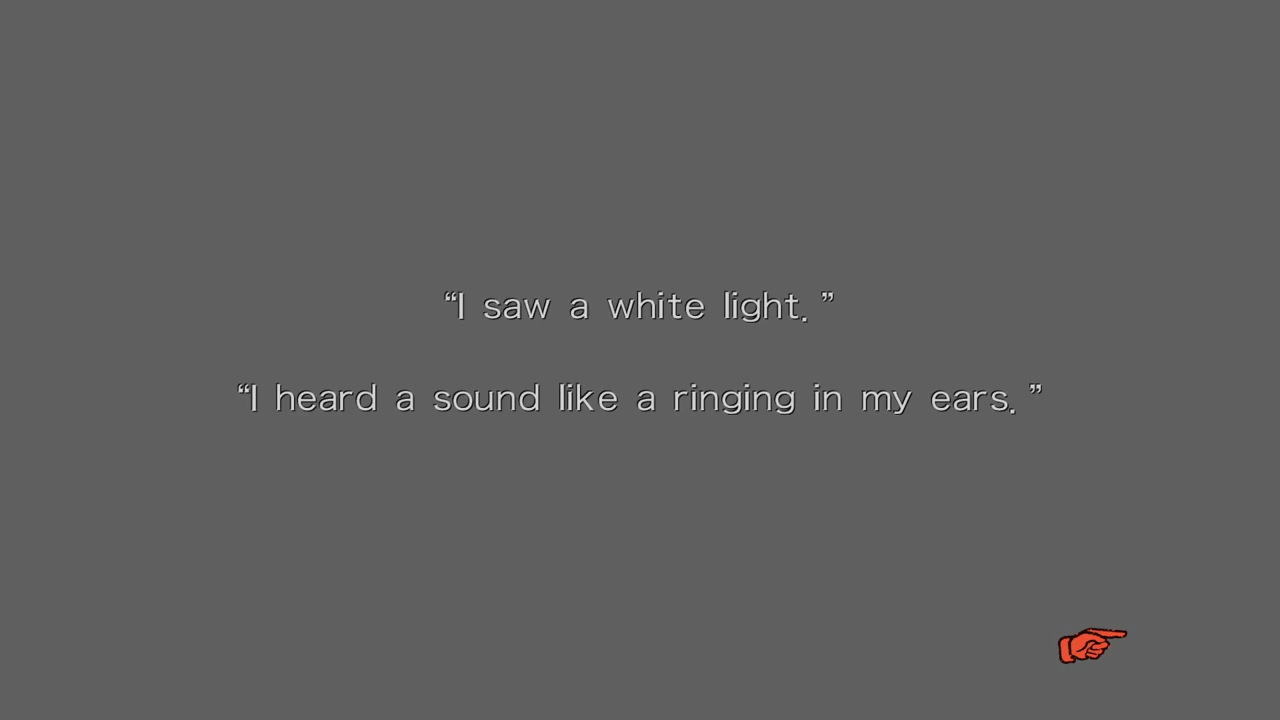 “I saw a white light.”
“I heard a sound like a ringing in my ears.”